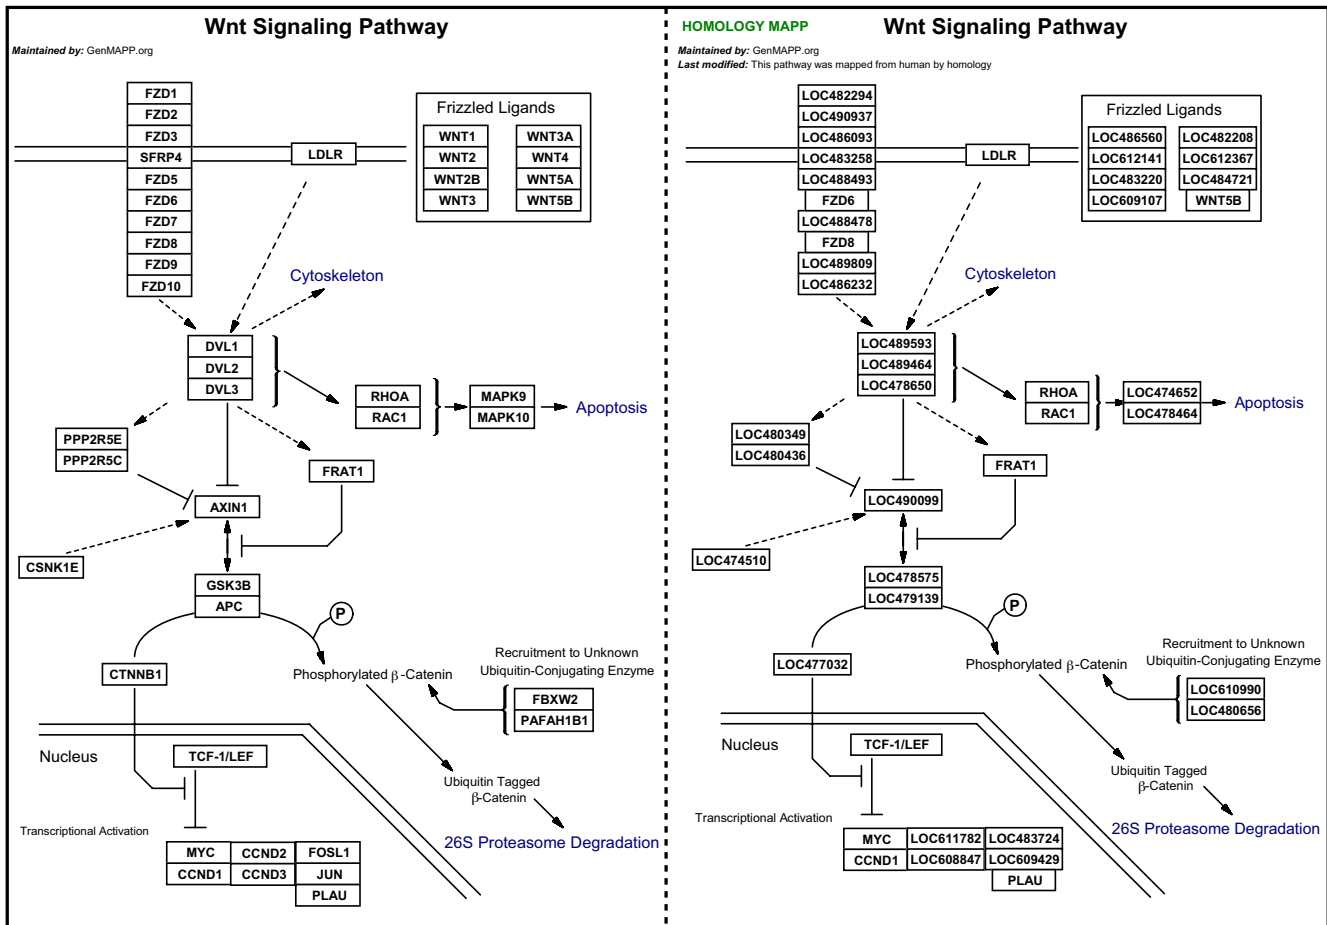 Wnt Signaling Pathway
Maintained by: GenMAPP.org
FZD1
FZD2
FZD3
SFRP4
FZD5
FZD6
FZD7
FZD8
FZD9
FZD10
LDLR
Frizzled Ligands
WNT1 WNT3A
WNT2 WNT4
WNT2B WNT5A
WNT3 WNT5B
Cytoskeleton
DVL1
DVL2
DVL3
RHOA
RAC1
MAPK9
MAPK10
Apoptosis
PPP2R5E
PPP2R5C
FRAT1
AXIN1
CSNK1E
GSK3B
APC
P
CTNNB1
Phosphorylated β-Catenin
Recruitment to Unknown
Ubiquitin-Conjugating Enzyme
FBXW2
PAFAH1B1
Nucleus
TCF-1/LEF
Ubiquitin Tagged
β-Catenin
Transcriptional Activation
26S Proteasome Degradation
MYC CCND2 FOSL1
CCND1 CCND3 JUN
PLAU
HOMOLOGY MAPP
Wnt Signaling Pathway
Maintained by: GenMAPP.org
Last modified: This pathway was mapped from human by homology
LOC482294
LOC490937
LOC486093
LOC483258
LOC488493
FZD6
LOC488478
FZD8
LOC489809
LOC486232
LDLR
Frizzled Ligands
LOC486560 LOC482208
LOC612141 LOC612367
LOC483220 LOC484721
LOC609107 WNT5B
Cytoskeleton
LOC489593
LOC489464
LOC478650
RHOA
RAC1
LOC474652
LOC478464
Apoptosis
LOC480349
LOC480436
FRAT1
LOC490099
LOC474510
LOC478575
LOC479139
P
LOC477032
Phosphorylated β-Catenin
Recruitment to Unknown
Ubiquitin-Conjugating Enzyme
LOC610990
LOC480656
Nucleus
TCF-1/LEF
Ubiquitin Tagged
β-Catenin
Transcriptional Activation
26S Proteasome Degradation
MYC LOC611782 LOC483724
CCND1 LOC608847 LOC609429
PLAU